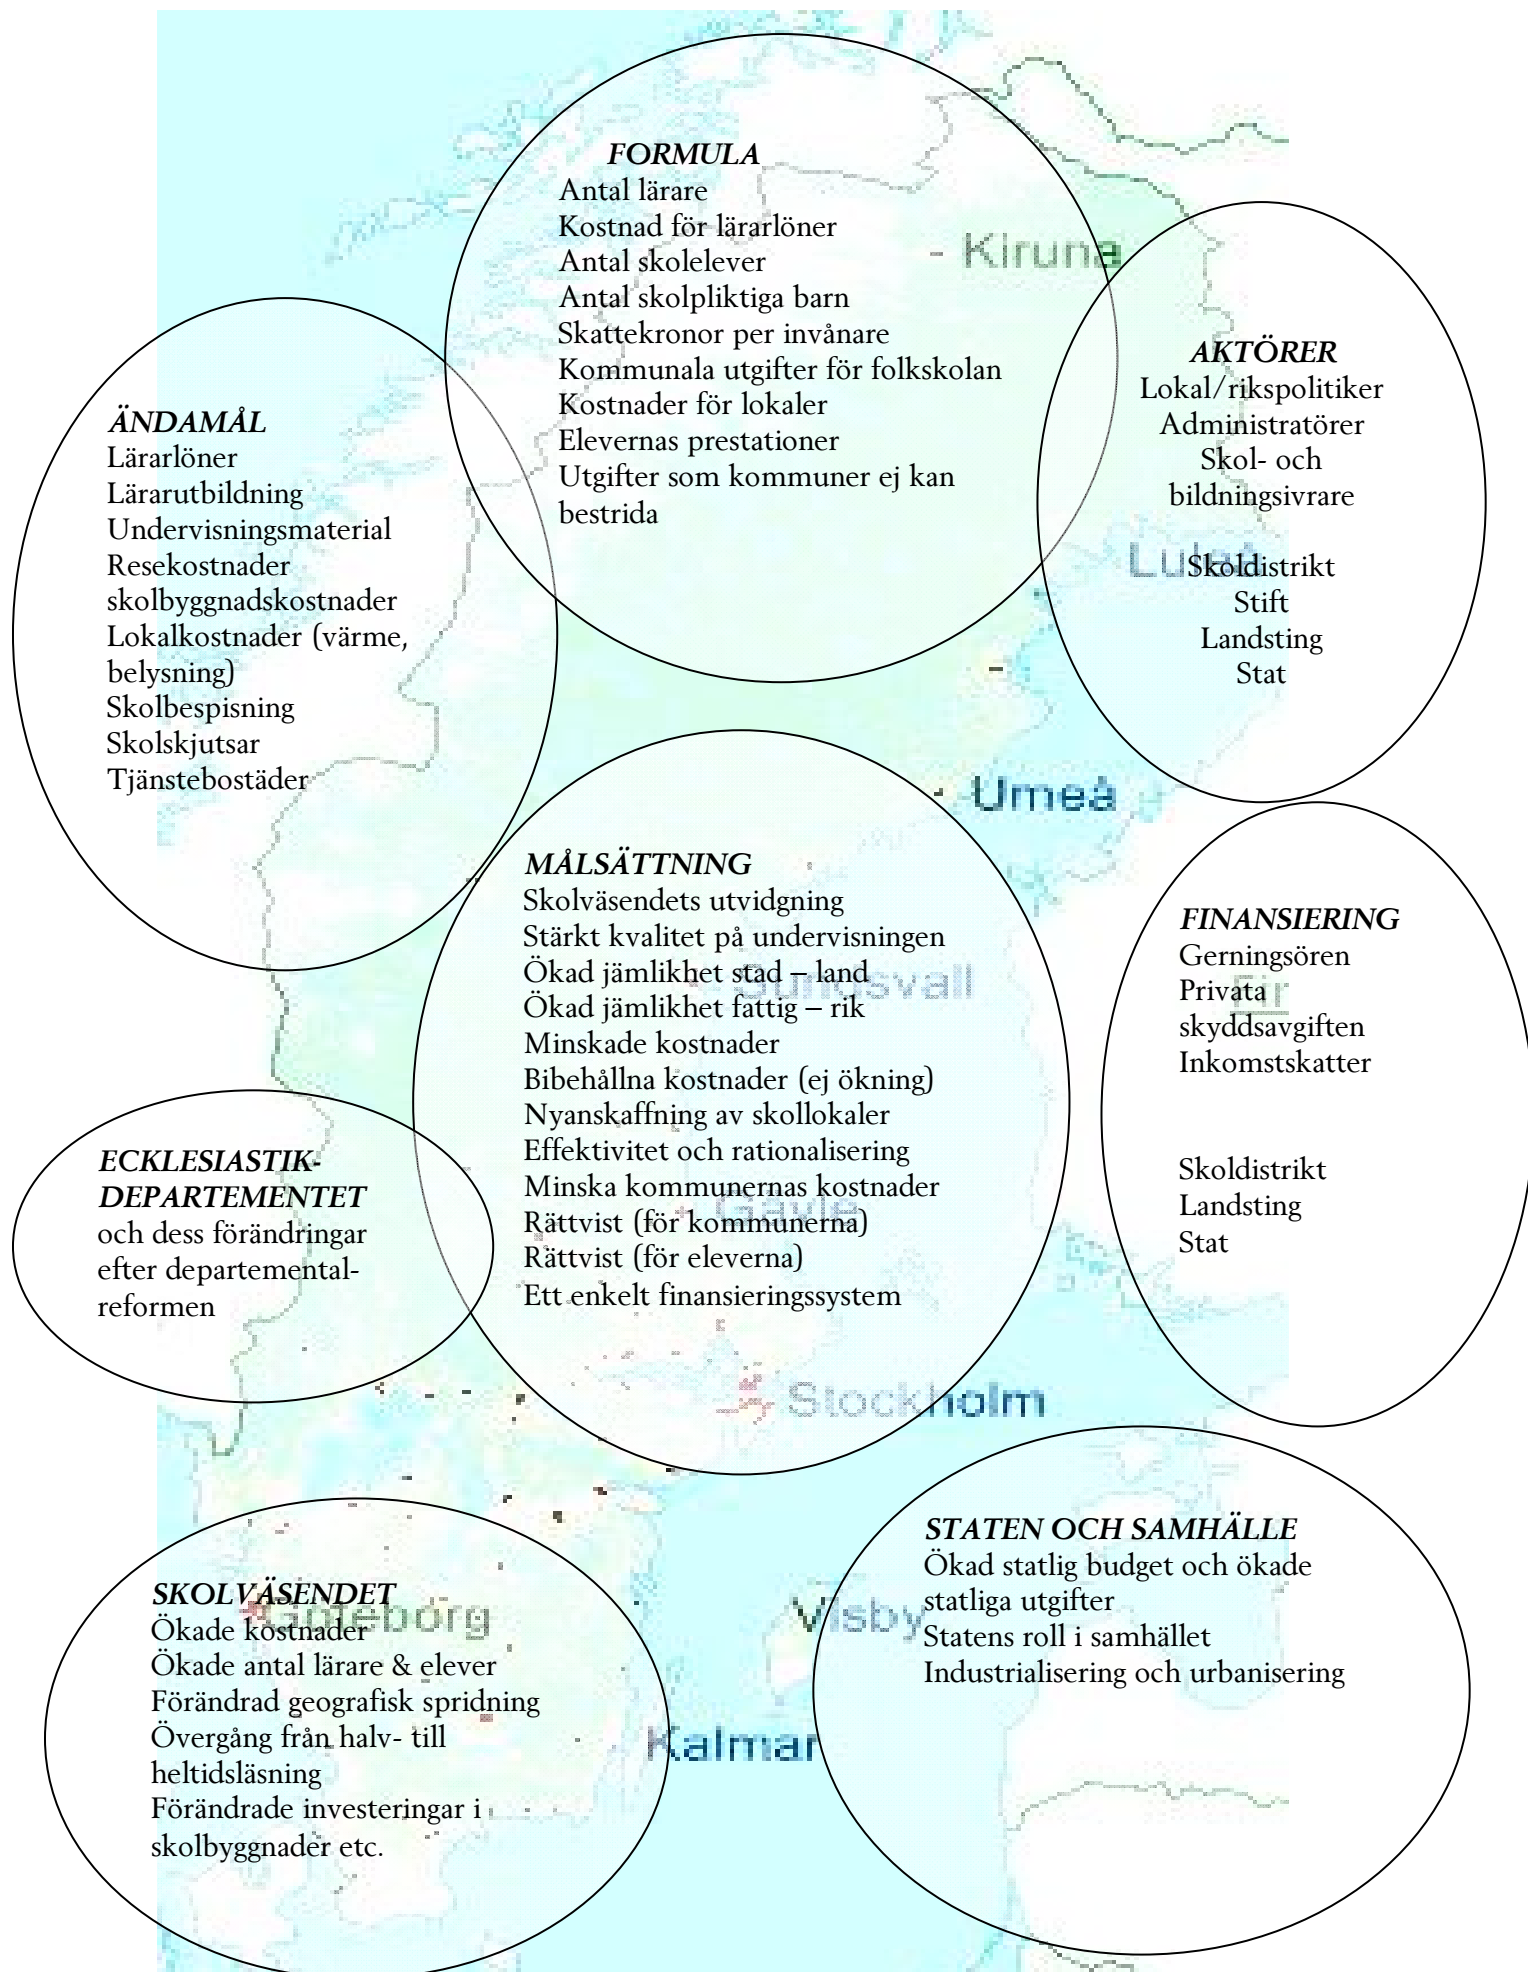 FORMULA
Antal lärare
Kostnad för lärarlöner
Antal skolelever
Antal skolpliktiga barn
Skattekronor per invånare
Kommunala utgifter för folkskolan
Kostnader för lokaler
Elevernas prestationer
Utgifter som kommuner ej kan
bestrida
Kiruna
AKTÖRER
Lokal/rikspolitiker
Administratörer
Skol- och
bildningsivrare
Skoldistrikt
Stift
Landsting
Stat
Luleå
ÄNDAMÅL
Lärarlöner
Lärarutbildning
Undervisningsmaterial
Resekostnader
skolbyggnadskostnader
Lokalkostnader (värme,
belysning)
Skolbespisning
Skolskjutsar
Tjänstebostäder
Umeå
MÅLSÄTTNING
Skolväsendets utvidgning
Stärkt kvalitet på undervisningen
Ökad jämlikhet stad – land
Ökad jämlikhet fattig – rik
Minskade kostnader
Bibehållna kostnader (ej ökning)
Nyanskaffning av skollokaler
Effektivitet och rationalisering
Minska kommunernas kostnader
Rättvist (för kommunerna)
Rättvist (för eleverna)
Ett enkelt finansieringssystem
Sundsvall
Gävle
FINANSIERING
Gerningsören
Privata
skyddsavgiften
Inkomstskatter
Skoldistrikt
Landsting
Stat
Fir
ECKLESIASTIK-
DEPARTEMENTET
och dess förändringar
efter departemental-
reformen
Stockholm
SKOLVÄSENDET
Ökade kostnader
Ökade antal lärare & elever
Förändrad geografisk spridning
Övergång från halv- till
heltidsläsning
Förändrade investeringar i
skolbyggnader etc.
Göteborg
STATEN OCH SAMHÄLLE
Ökad statlig budget och ökade
statliga utgifter
Statens roll i samhället
Industrialisering och urbanisering
Visby
Kalmar